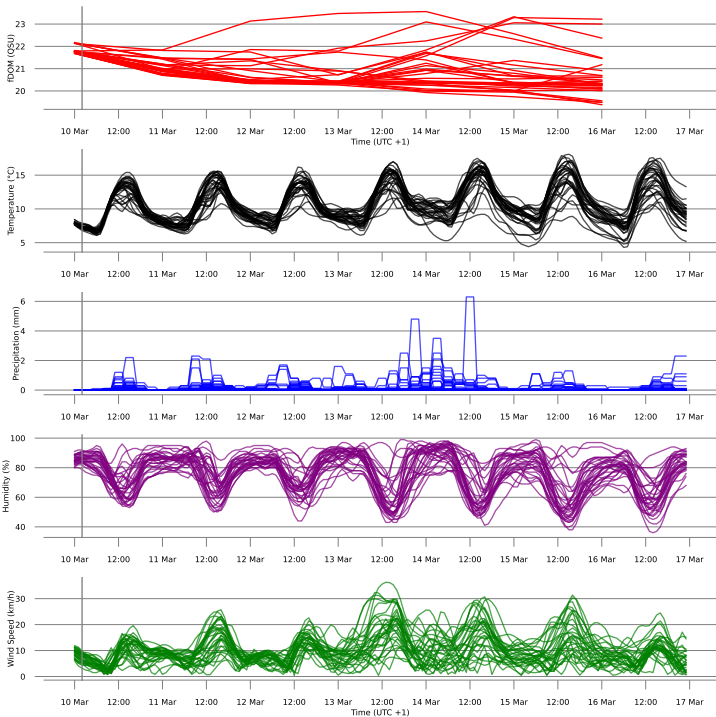 23
22
21
20
fDOM (QSU)
10 Mar 12:00 11 Mar 12:00 12 Mar 12:00 13 Mar 12:00 14 Mar 12:00 15 Mar 12:00 16 Mar 12:00 17 Mar
Time (UTC +1)
15
10
5
Temperature (°C)
10 Mar 12:00 11 Mar 12:00 12 Mar 12:00 13 Mar 12:00 14 Mar 12:00 15 Mar 12:00 16 Mar 12:00 17 Mar
6
4
2
0
Precipitation (mm)
10 Mar 12:00 11 Mar 12:00 12 Mar 12:00 13 Mar 12:00 14 Mar 12:00 15 Mar 12:00 16 Mar 12:00 17 Mar
100
80
60
40
Humidity (%)
10 Mar 12:00 11 Mar 12:00 12 Mar 12:00 13 Mar 12:00 14 Mar 12:00 15 Mar 12:00 16 Mar 12:00 17 Mar
30
20
10
0
Wind Speed (km/h)
10 Mar 12:00 11 Mar 12:00 12 Mar 12:00 13 Mar 12:00 14 Mar 12:00 15 Mar 12:00 16 Mar 12:00 17 Mar
Time (UTC +1)